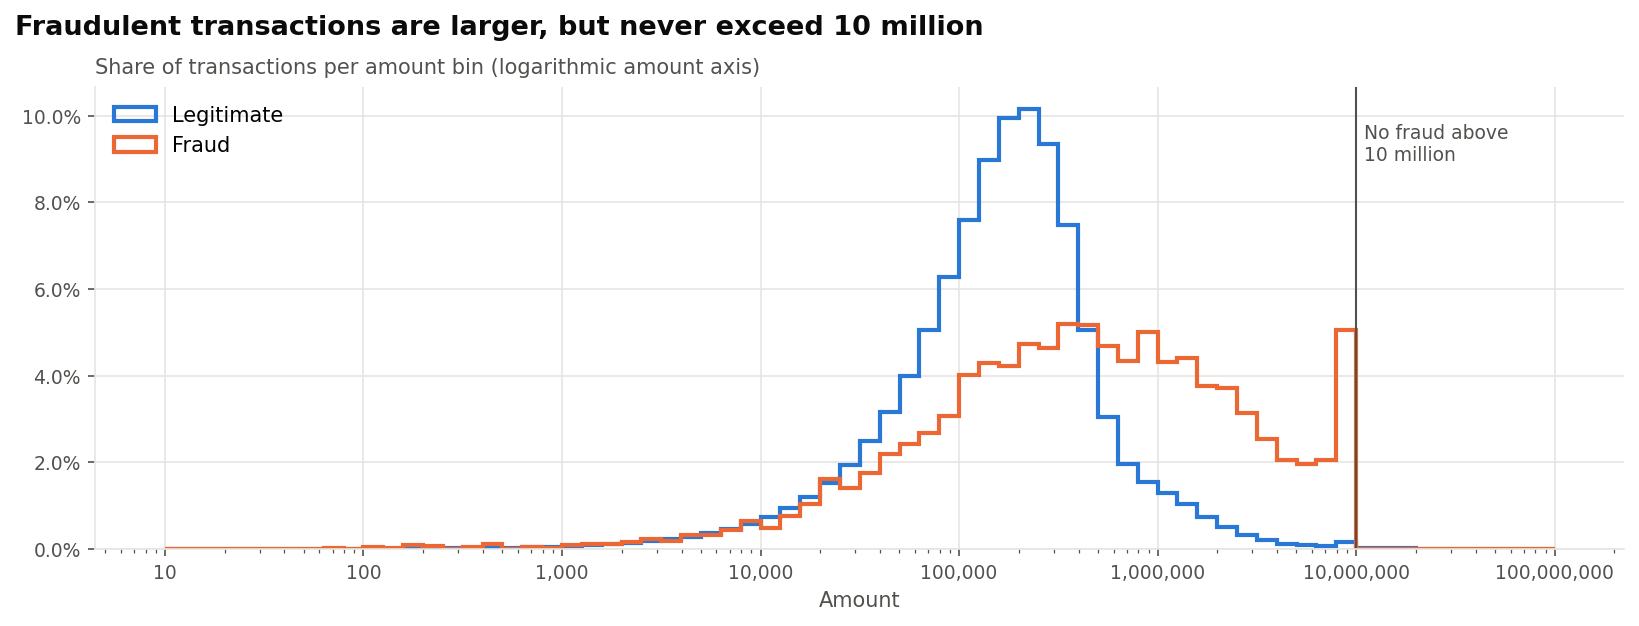 Fraudulent transactions are larger, but never exceed 10 million
Share of transactions per amount bin (logarithmic amount axis)
Legitimate
Fraud
No fraud above
10 million
10.0%
8.0%
6.0%
4.0%
2.0%
0.0%
10
100
1,000
10,000
100,000
1,000,000
10,000,000
100,000,000
Amount